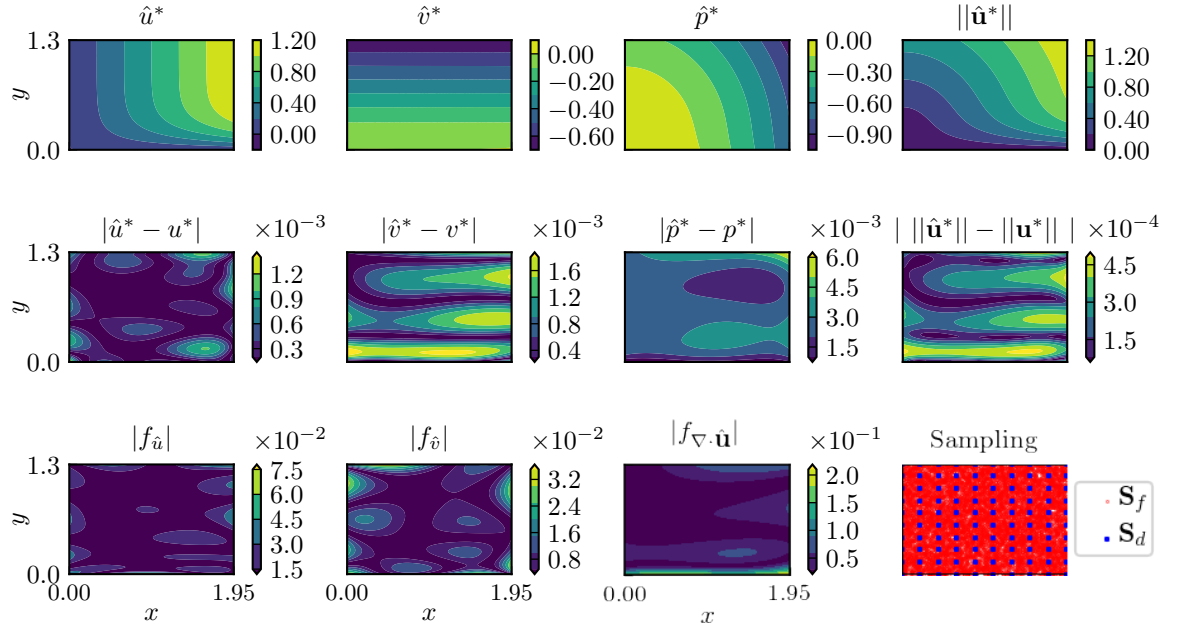 û* v̂* p̂* ||û*||
1.3 1.20 0.00 0.00 1.20
y 0.80 −0.20 −0.30 0.80
0.40 −0.40 −0.60 0.40
0.0 0.00 −0.60 −0.90 0.00
|û* − u*| ×10⁻³ |v̂* − v*| ×10⁻³ |p̂* − p*| ×10⁻³ | ||û*|| − ||u*|| | ×10⁻⁴
1.3 1.2 1.6 6.0 4.5
y 0.9 1.2 4.5 3.0
0.6 0.8 3.0 1.5
0.0 0.3 0.4 1.5
|f_û| ×10⁻² |f_v̂| ×10⁻² |f_∇·û| ×10⁻¹ Sampling
1.3 7.5 3.2 2.0
6.0 2.4 1.5 S_f
y 4.5 1.6 1.0 S_d
3.0 0.8 0.5
0.0 1.5
0.00 1.95 0.00 1.95 0.00 1.95
x x x